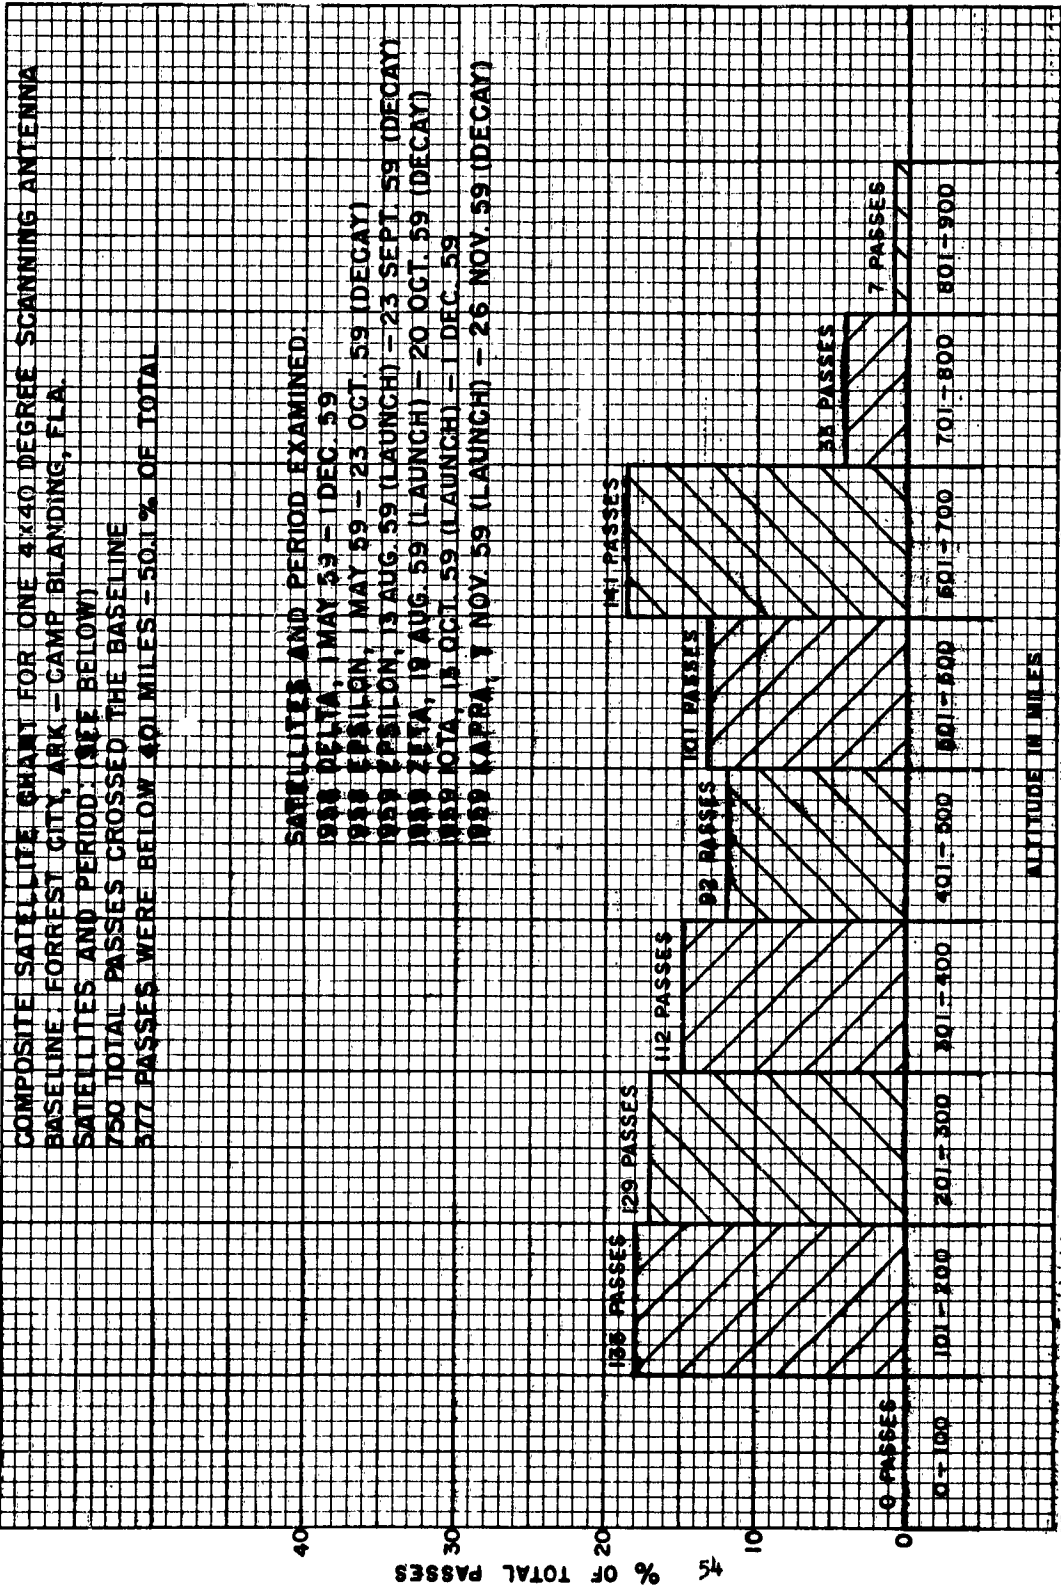 COMPOSITE SATELLITE CHART FOR ONE 4X40 DEGREE SCANNING ANTENNA
BASELINE: FORREST CITY, ARK.-CAMP BLANDING, FLA.
SATELLITES AND PERIOD: (SEE BELOW)
750 TOTAL PASSES CROSSED THE BASELINE
377 PASSES WERE BELOW 401 MILES-50.1% OF TOTAL
SATELLITES AND PERIOD EXAMINED:
1958 DELTA, 1 MAY 59 - 1 DEC. 59
1958 EPSILON, 1 MAY 59 - 23 OCT. 59 (DECAY)
1959 EPSILON, 13 AUG. 59 (LAUNCH) - 23 SEPT. 59 (DECAY)
1959 ZETA, 19 AUG. 59 (LAUNCH) - 20 OCT. 59 (DECAY)
1959 IOTA, 13 OCT. 59 (LAUNCH) - 1 DEC. 59
1959 KAPPA, 7 NOV. 59 (LAUNCH) - 26 NOV. 59 (DECAY)
% OF TOTAL PASSES
40
30
20
10
0
0 PASSES
136 PASSES
129 PASSES
112 PASSES
92 PASSES
101 PASSES
141 PASSES
33 PASSES
7 PASSES
0-100
101-200
201-300
301-400
401-500
501-600
601-700
701-800
801-900
ALTITUDE IN MILES
54